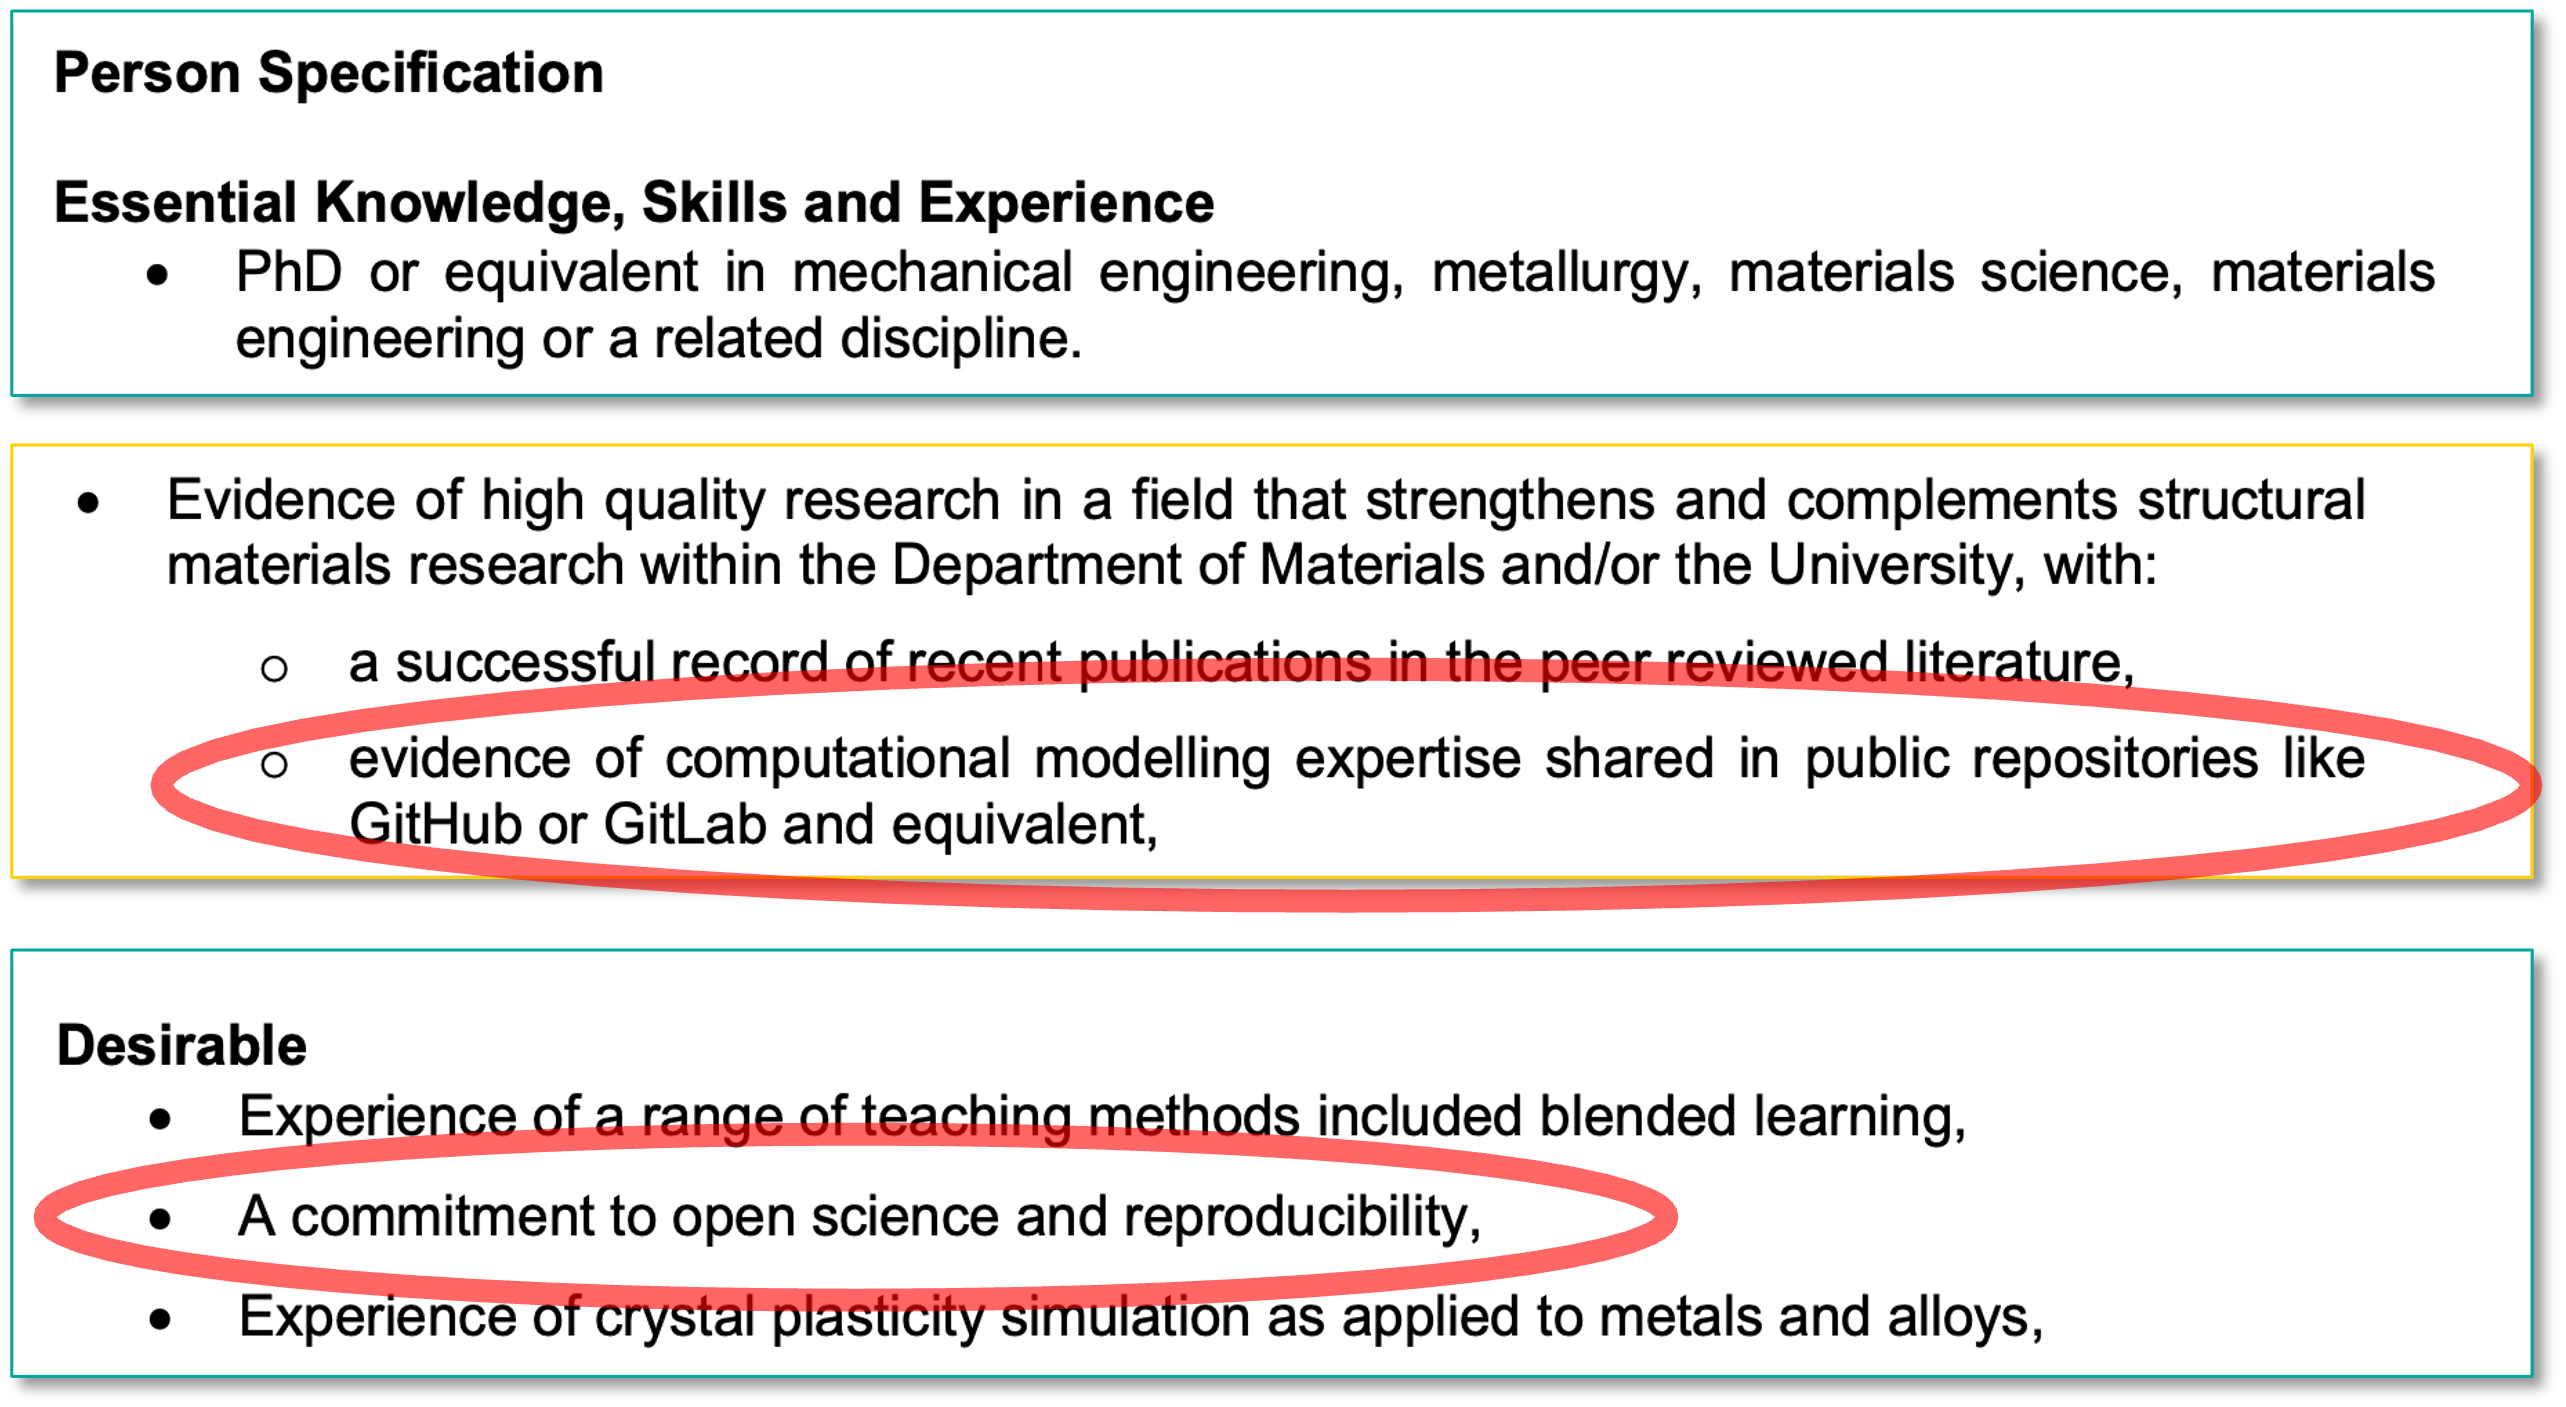 Person Specification
Essential Knowledge, Skills and Experience
● PhD or equivalent in mechanical engineering, metallurgy, materials science, materials
engineering or a related discipline.
● Evidence of high quality research in a field that strengthens and complements structural
materials research within the Department of Materials and/or the University, with:
○ a successful record of recent publications in the peer reviewed literature,
○ evidence of computational modelling expertise shared in public repositories like
GitHub or GitLab and equivalent,
Desirable
● Experience of a range of teaching methods included blended learning,
● A commitment to open science and reproducibility,
● Experience of crystal plasticity simulation as applied to metals and alloys,